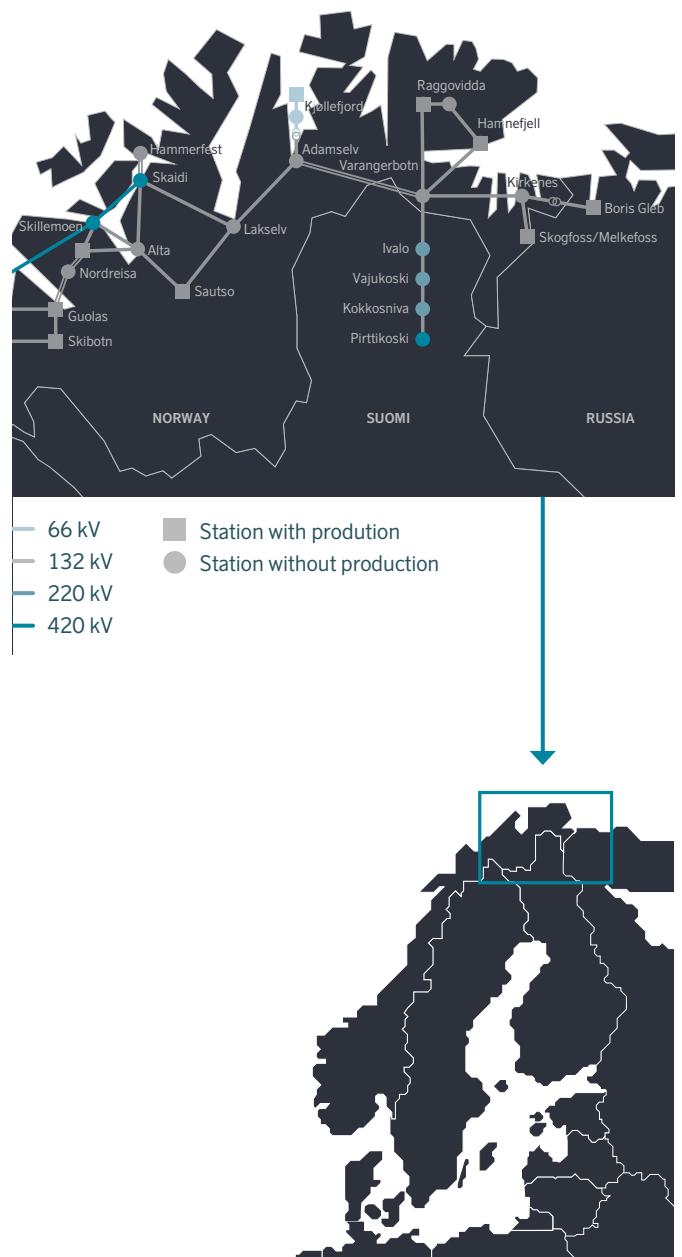 Raggovidda
Kjøllefjord
Hamnefjell
Hammerfest
Adamselv
Varangerbotn
Skaidi
Kirkenes
Boris Gleb
Skillemoen
Lakselv
Skogfoss/Melkefoss
Alta
Ivalo
Nordreisa
Vajukoski
Sautso
Kokkosniva
Guolas
Pirttikoski
Skibotn
NORWAY
SUOMI
RUSSIA
66 kV
Station with prodution
132 kV
Station without production
220 kV
420 kV